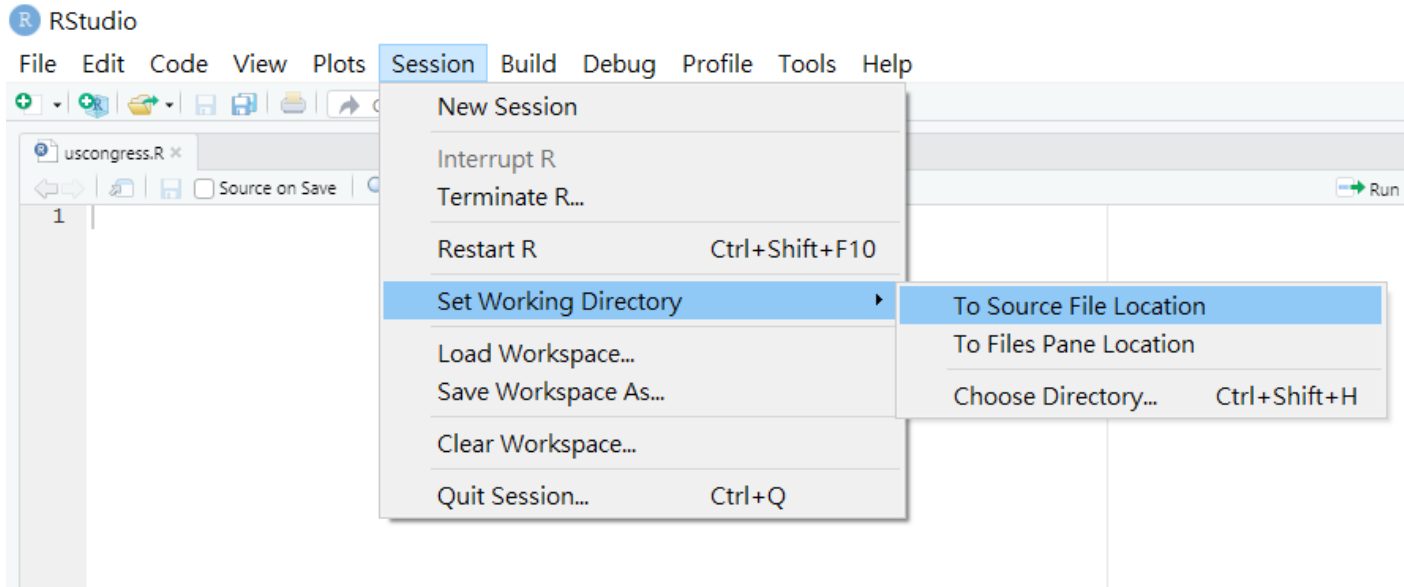 RStudio
File Edit Code View Plots Session Build Debug Profile Tools Help
uscongress.R
Source on Save
Run
1
New Session
Interrupt R
Terminate R...
Restart R Ctrl+Shift+F10
Set Working Directory
Load Workspace...
Save Workspace As...
Clear Workspace...
Quit Session... Ctrl+Q
To Source File Location
To Files Pane Location
Choose Directory... Ctrl+Shift+H